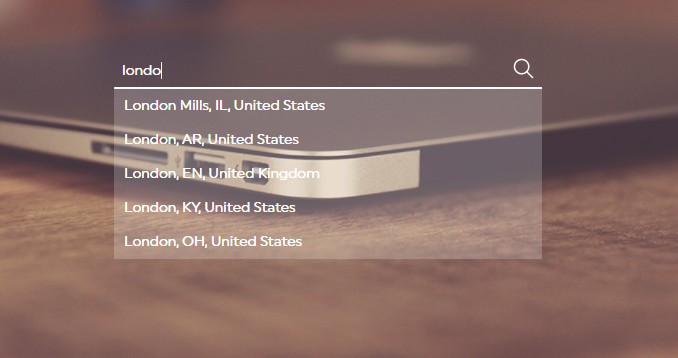 londo
London Mills, IL, United States
London, AR, United States
London, EN, United Kingdom
London, KY, United States
London, OH, United States